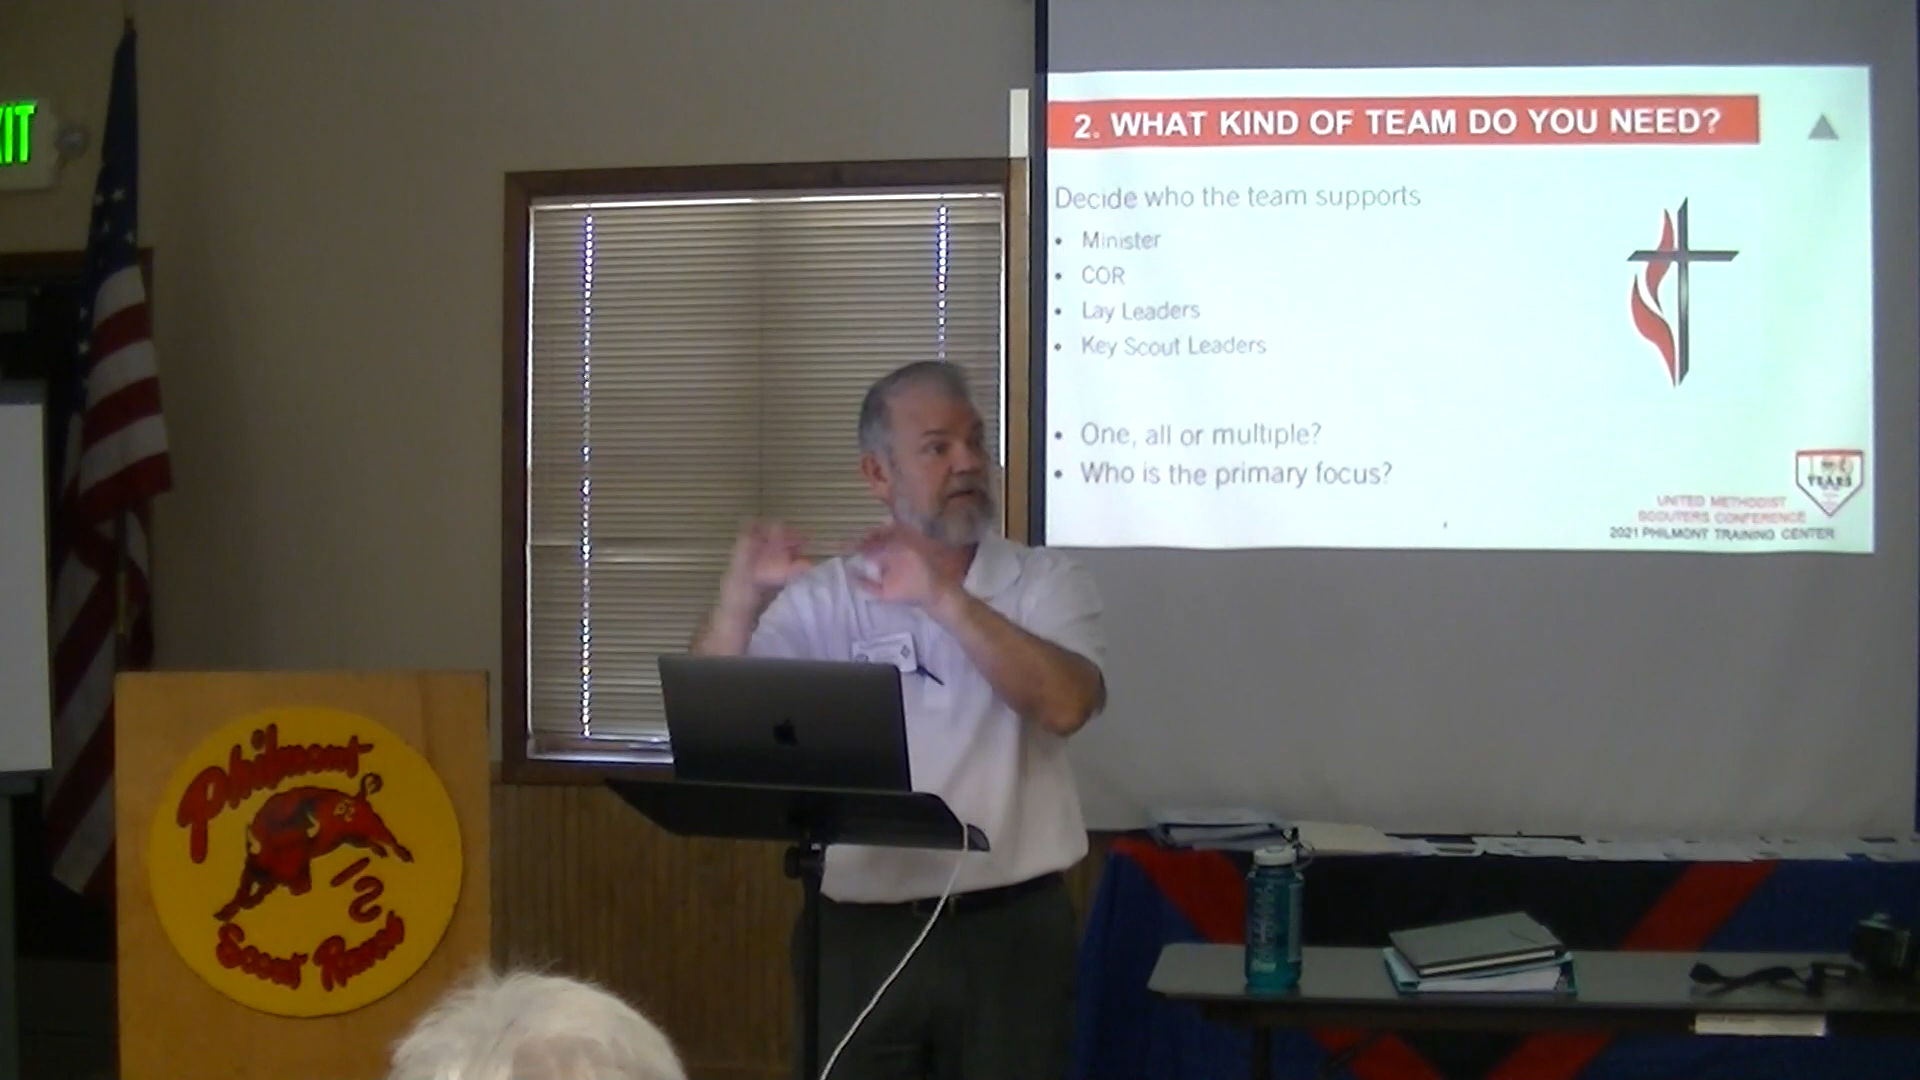 XIT
2. WHAT KIND OF TEAM DO YOU NEED?
Decide who the team supports
• Minister
• COR
• Lay Leaders
• Key Scout Leaders
• One, all or multiple?
• Who is the primary focus?
YEARS
UNITED METHODIST
SCOUTERS CONFERENCE
2021 PHILMONT TRAINING CENTER
Philmont
Scout Ranch